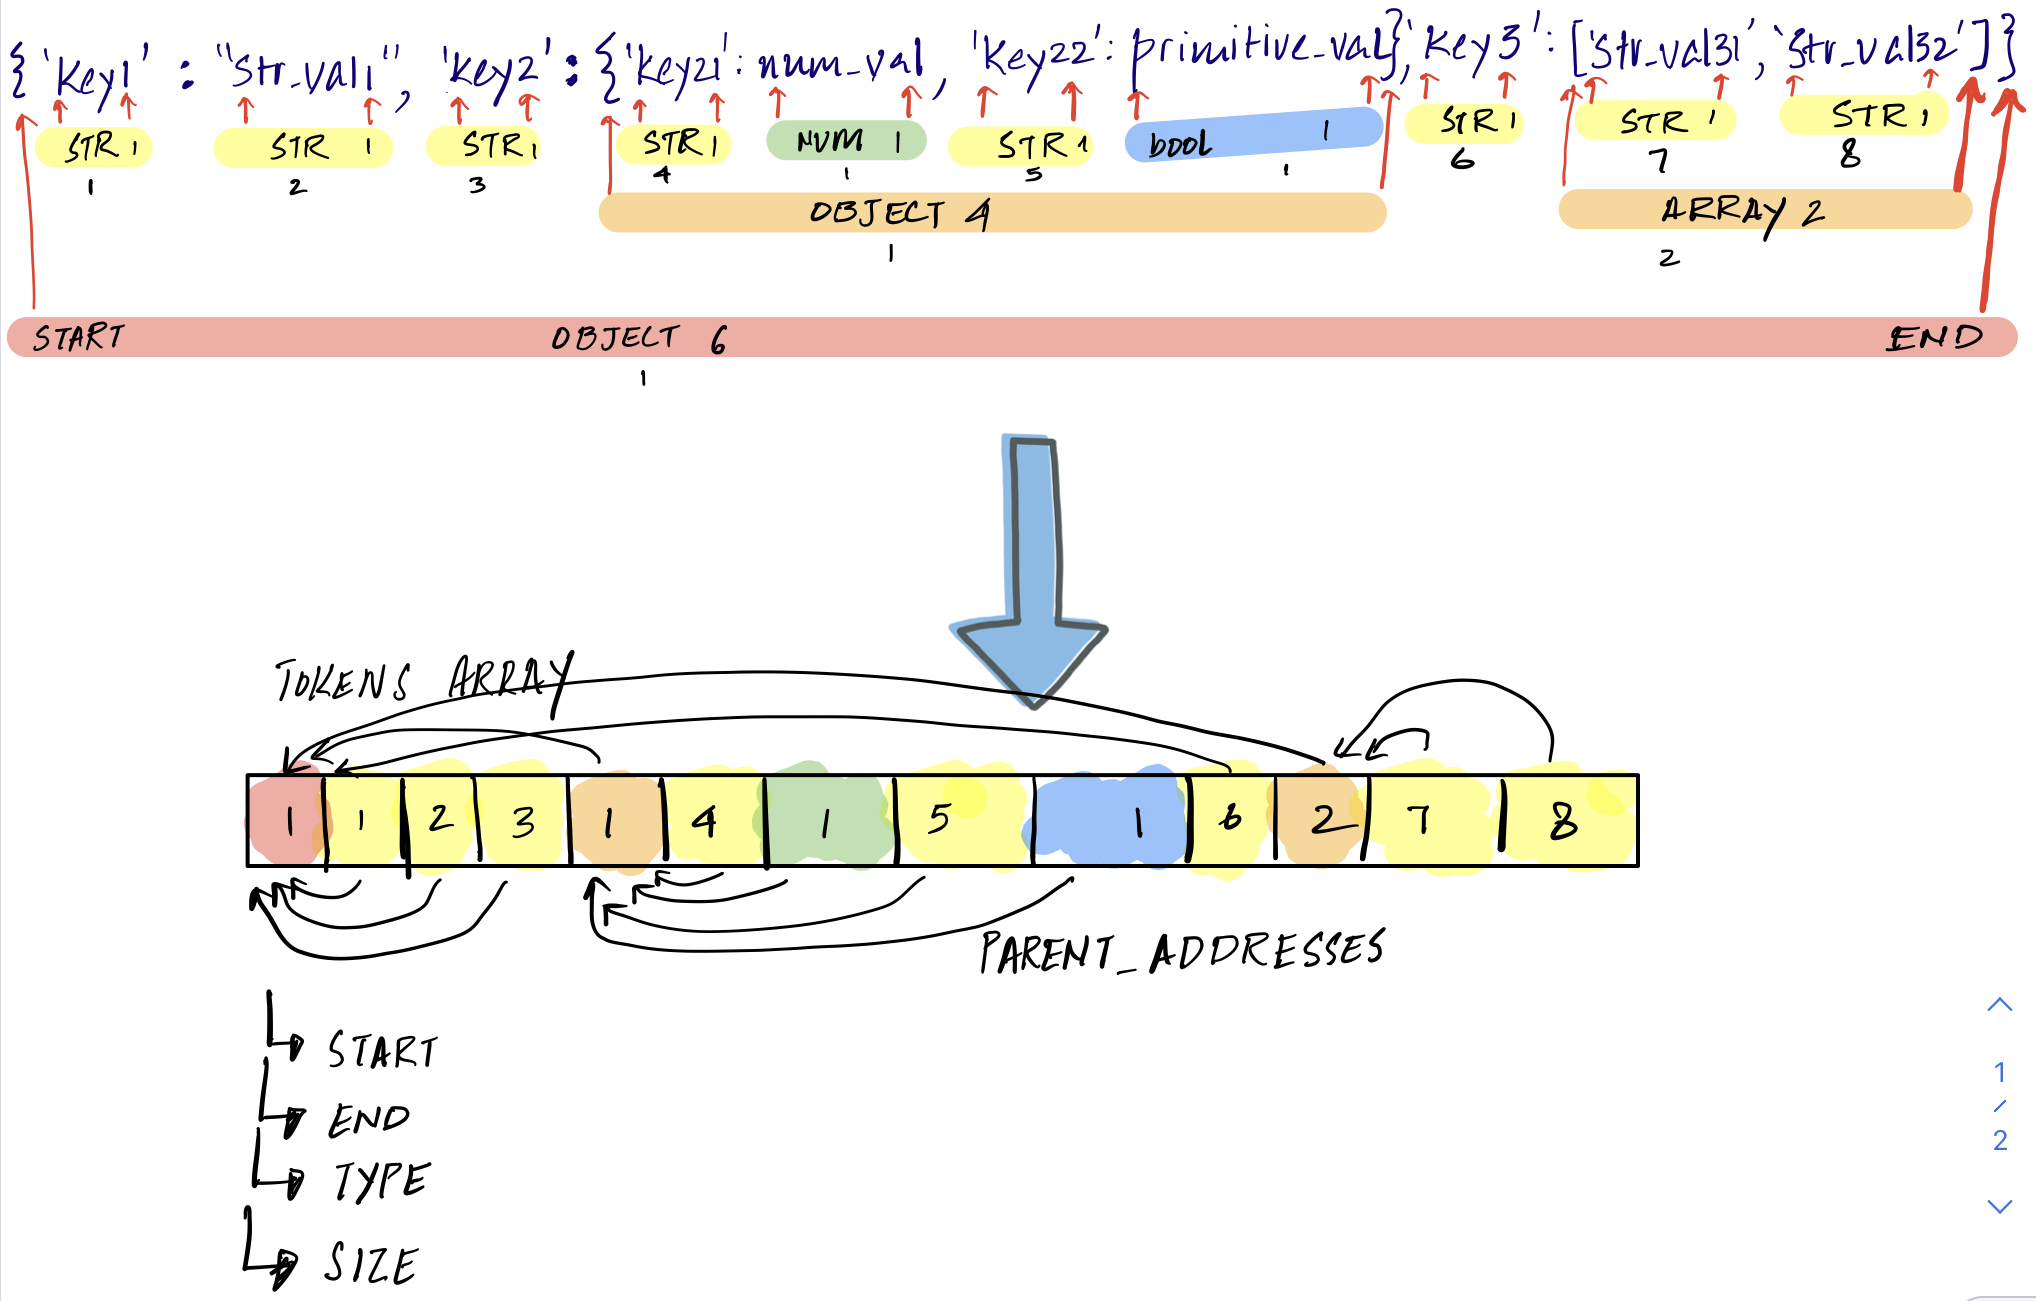 {'Key1' : "Str_val1", 'Key2' : {'Key21' : num_val, 'Key22' : primitive_val}, 'Key3' : ['Str_val31', 'Str_val32']}
STR 1 STR 1 STR 1 STR 1 NUM 1 STR 1 bool 1 STR 1 STR 1 STR 1
1 2 3 4 1 5 1 6 7 8
OBJECT 4 ARRAY 2
1 2
START OBJECT 6 END
1
TOKENS ARRAY
1 1 2 3 1 4 1 5 1 6 2 7 8
PARENT_ADDRESSES
START
END
TYPE
SIZE
1
/
2